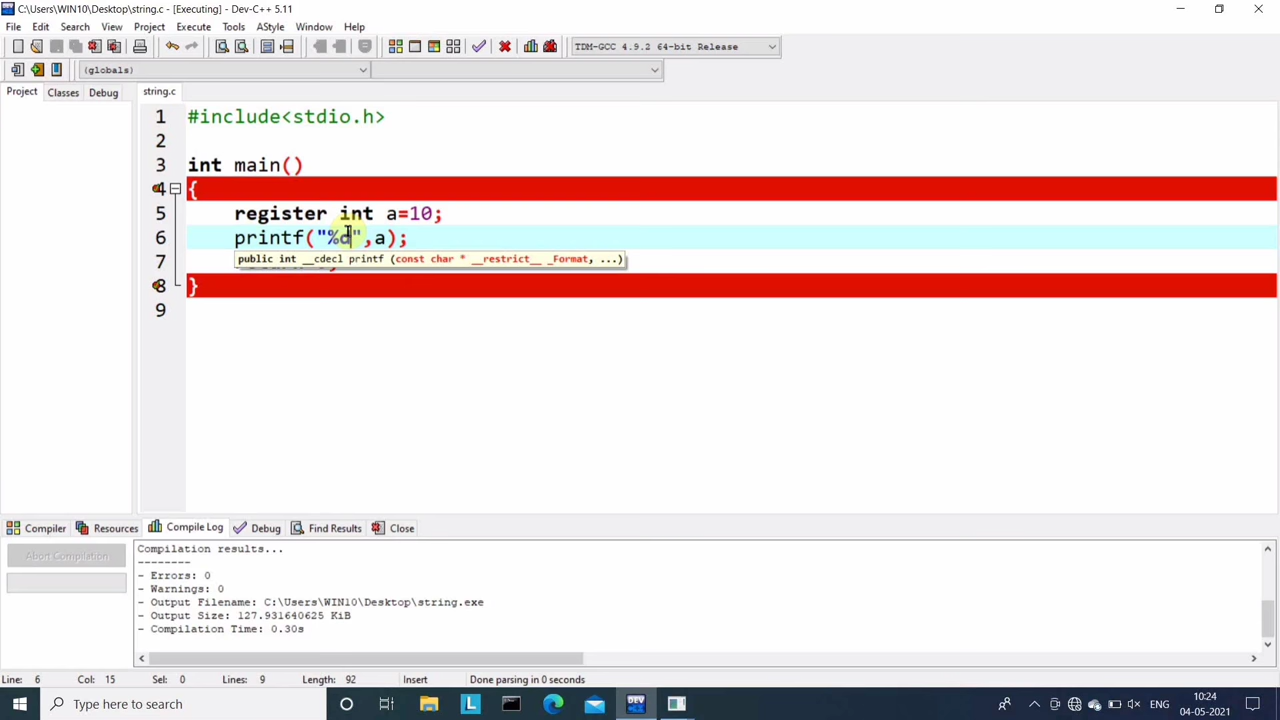 C:\Users\WIN10\Desktop\string.c - [Executing] - Dev-C++ 5.11
File Edit Search View Project Execute Tools AStyle Window Help
TDM-GCC 4.9.2 64-bit Release
(globals)
Project Classes Debug string.c
1 #include<stdio.h>
2
3 int main()
4 {
5 register int a=10;
6 printf("%d",a);
public int __cdecl printf (const char * __restrict__ _Format, ...)
7
8 }
9
Compiler Resources Compile Log Debug Find Results Close
Abort Compilation
Compilation results...
--------
- Errors: 0
- Warnings: 0
- Output Filename: C:\Users\WIN10\Desktop\string.exe
- Output Size: 127.931640625 KiB
- Compilation Time: 0.30s
Line: 6 Col: 15 Sel: 0 Lines: 9 Length: 92 Insert Done parsing in 0 seconds
Type here to search
L
DEV
ENG
10:24
04-05-2021